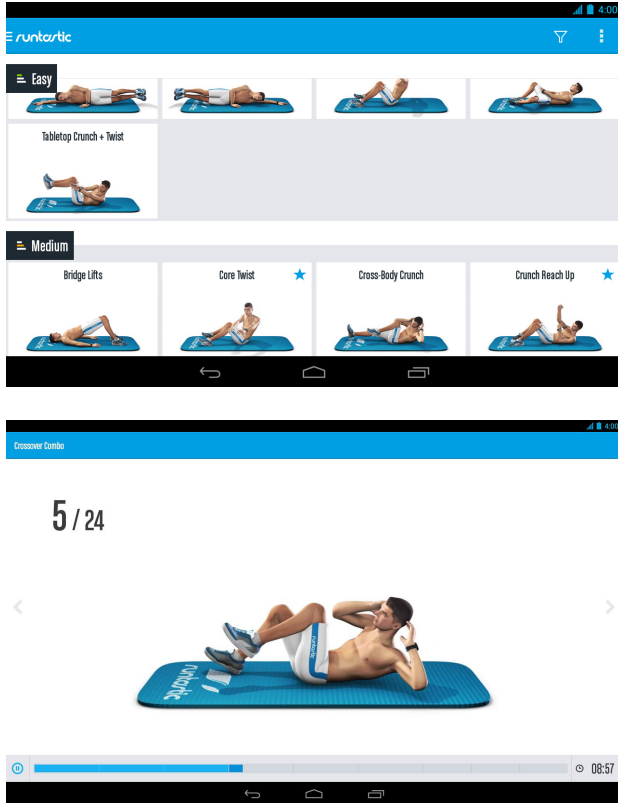 4:00
runtastic
Easy
Tabletop Crunch + Twist
Medium
Bridge Lifts
Core Twist
Cross-Body Crunch
Crunch Reach Up
4:00
Crossover Combo
5 / 24
runtastic
runtastic
08:57